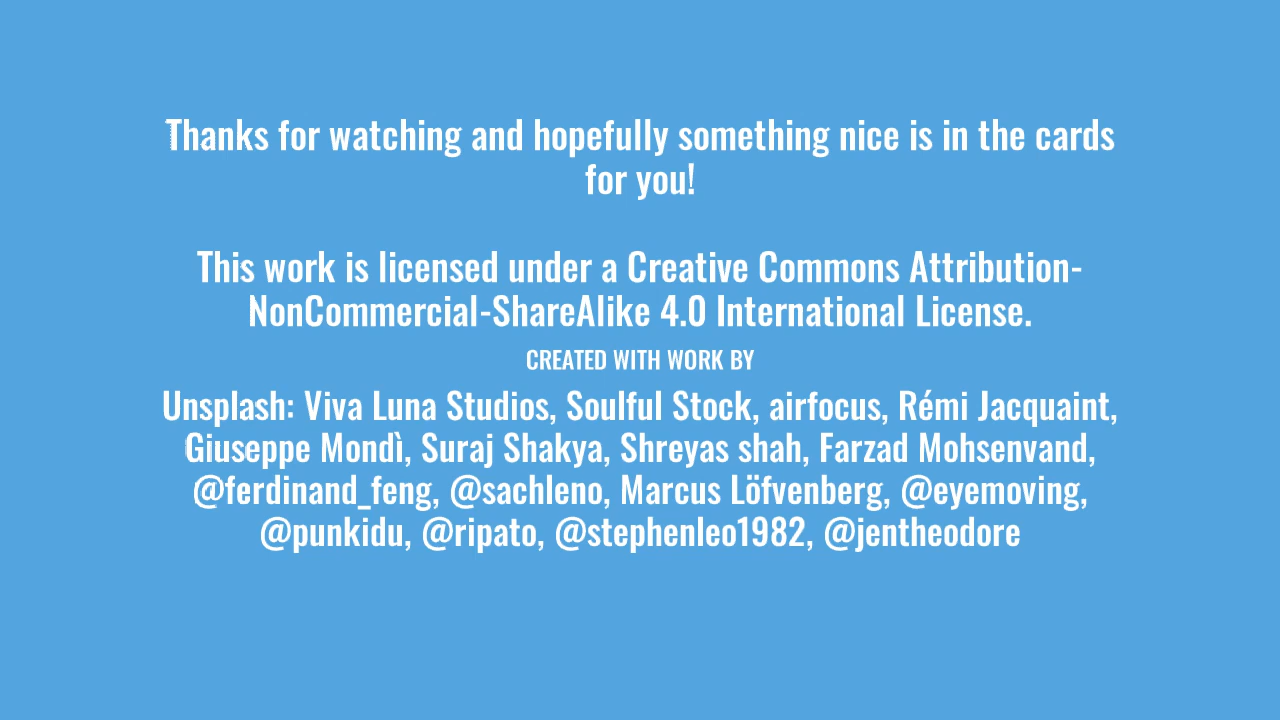 Thanks for watching and hopefully something nice is in the cards
for you!
This work is licensed under a Creative Commons Attribution-
NonCommercial-ShareAlike 4.0 International License.
CREATED WITH WORK BY
Unsplash: Viva Luna Studios, Soulful Stock, airfocus, Rémi Jacquaint,
Giuseppe Mondì, Suraj Shakya, Shreyas shah, Farzad Mohsenvand,
@ferdinand_feng, @sachleno, Marcus Löfvenberg, @eyemoving,
@punkidu, @ripato, @stephenleo1982, @jentheodore